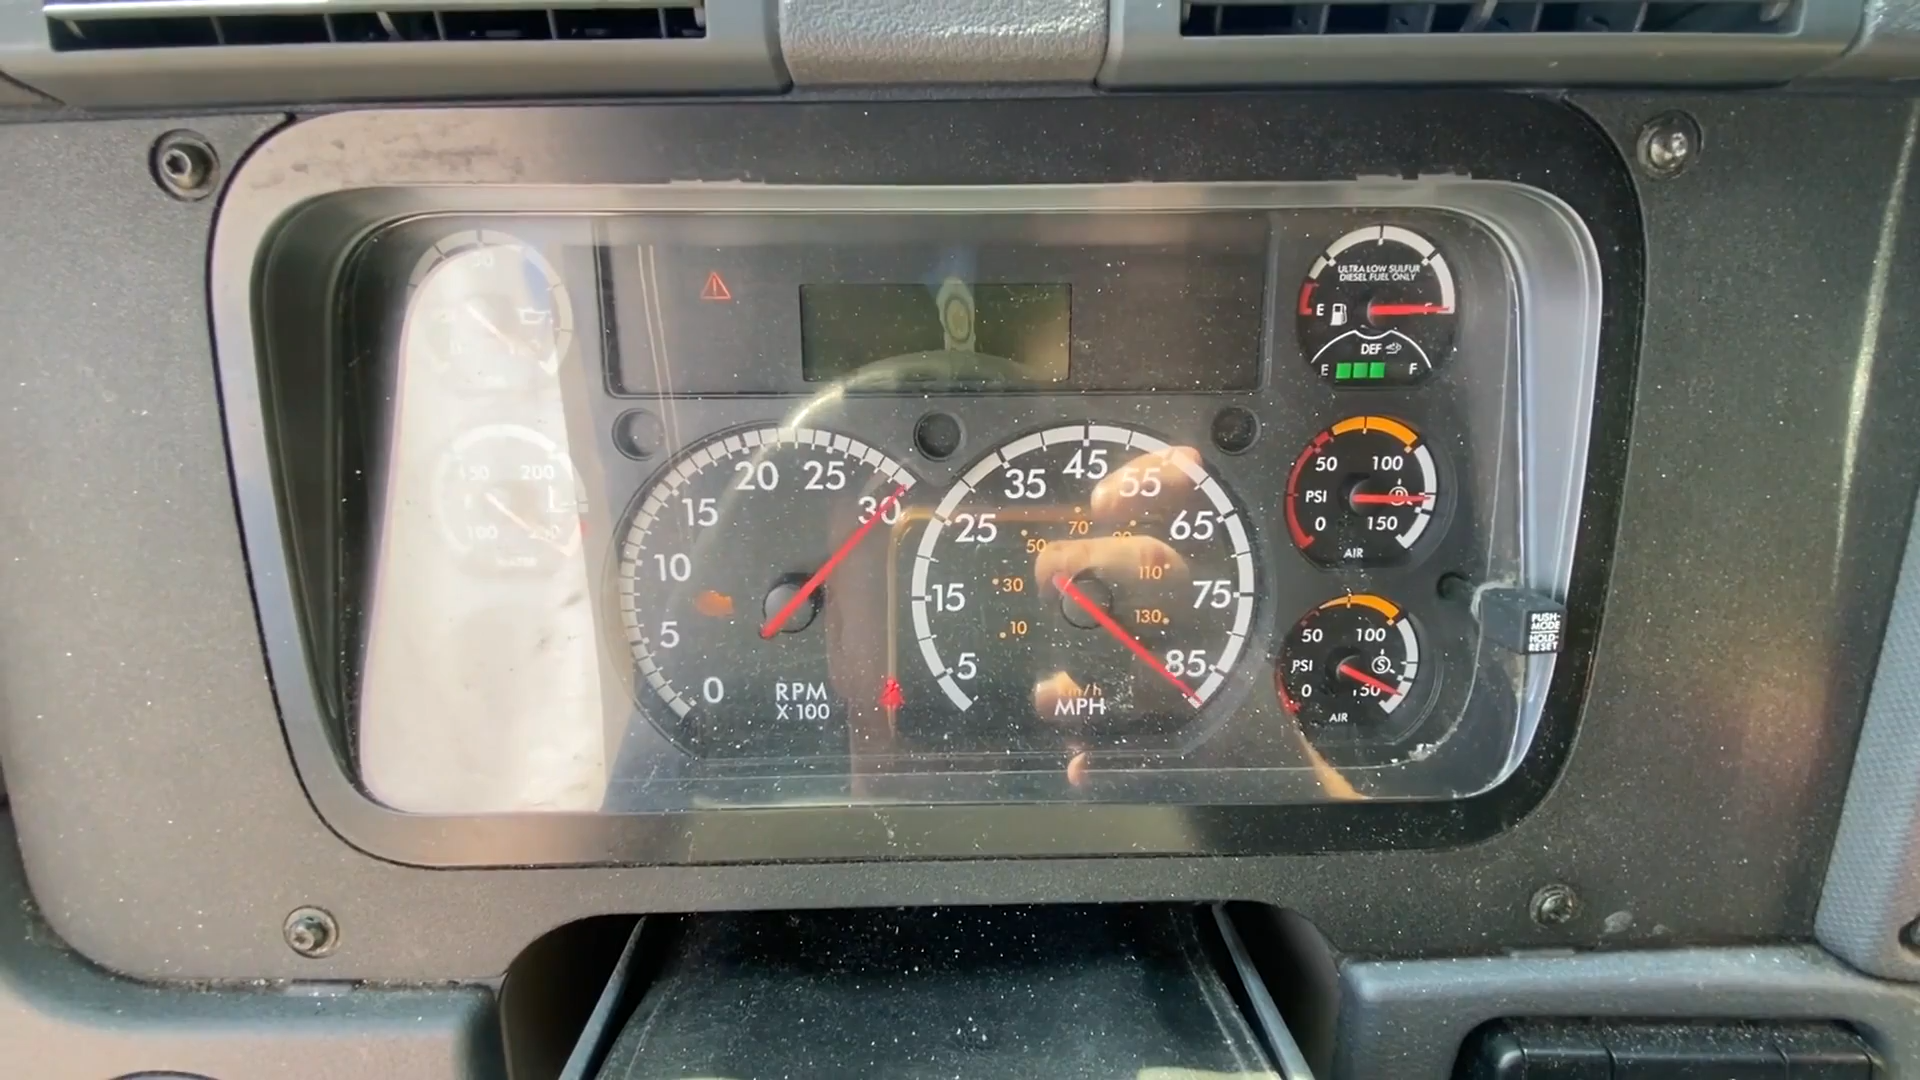 ULTRA LOW SULFUR
DIESEL FUEL ONLY
E
DEF
E F
150 200
100
WATER
0 5 10 15 20 25 30
RPM
X 100
5 15 25 35 45 55 65 75 85
10 30 50 70 110 130
km/h
MPH
50 100
PSI
0 150
AIR
50 100
PSI S
0 150
AIR
PUSH-
MODE
HOLD-
RESET